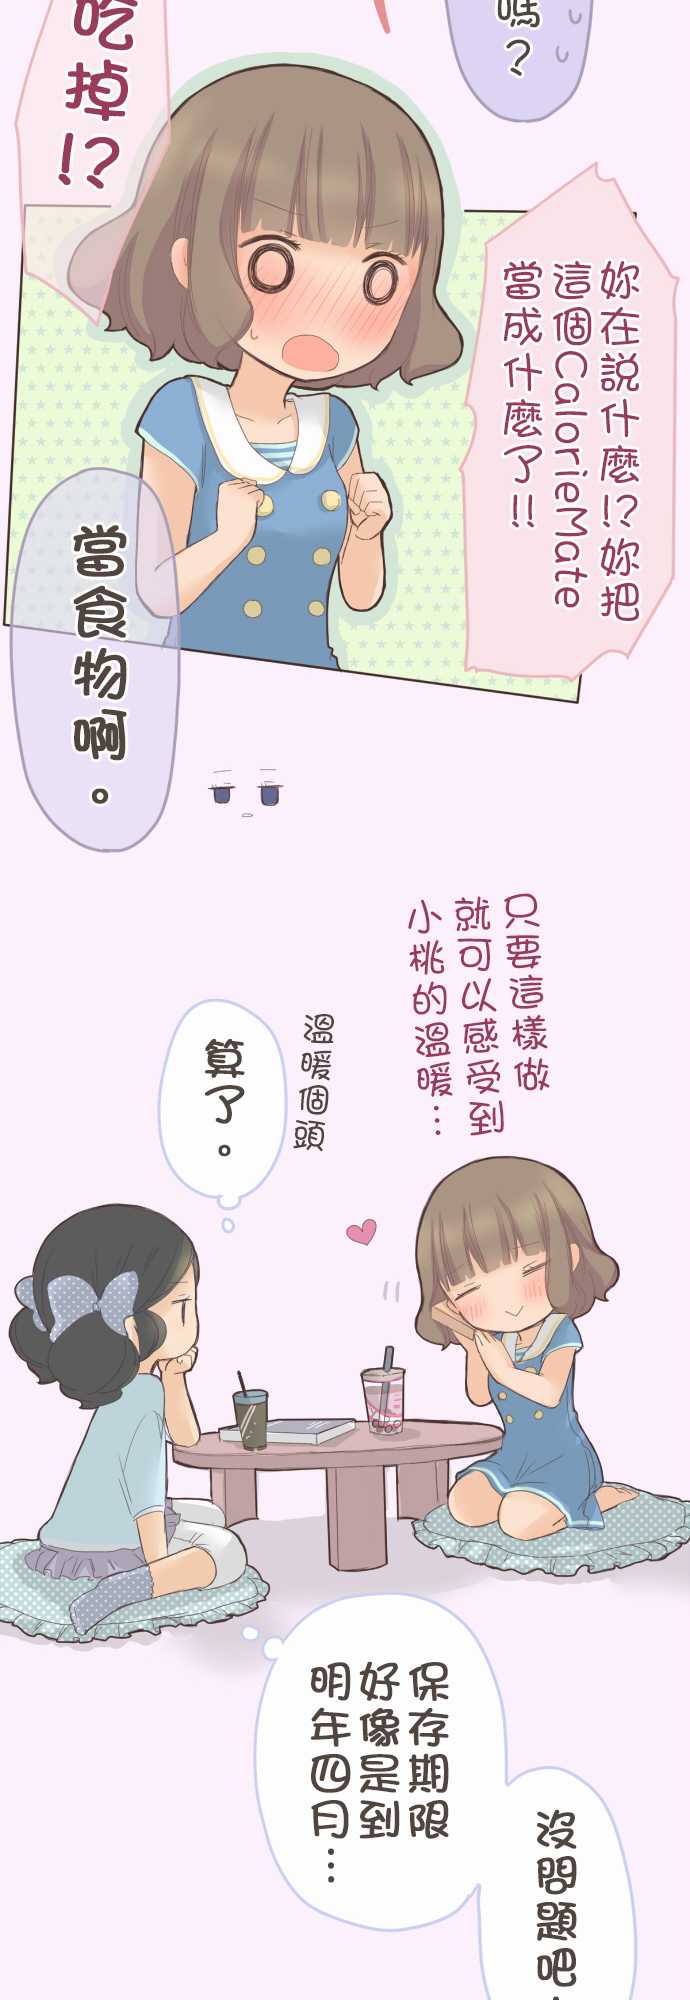 嗎？
吃掉!?
妳在說什麼!?妳把
這個CalorieMate
當成什麼了!!
當食物啊。
只要這樣做
就可以感受到
小桃的溫暖…
溫暖個頭
算了。
保存期限
好像是到
明年四月…
沒問題吧